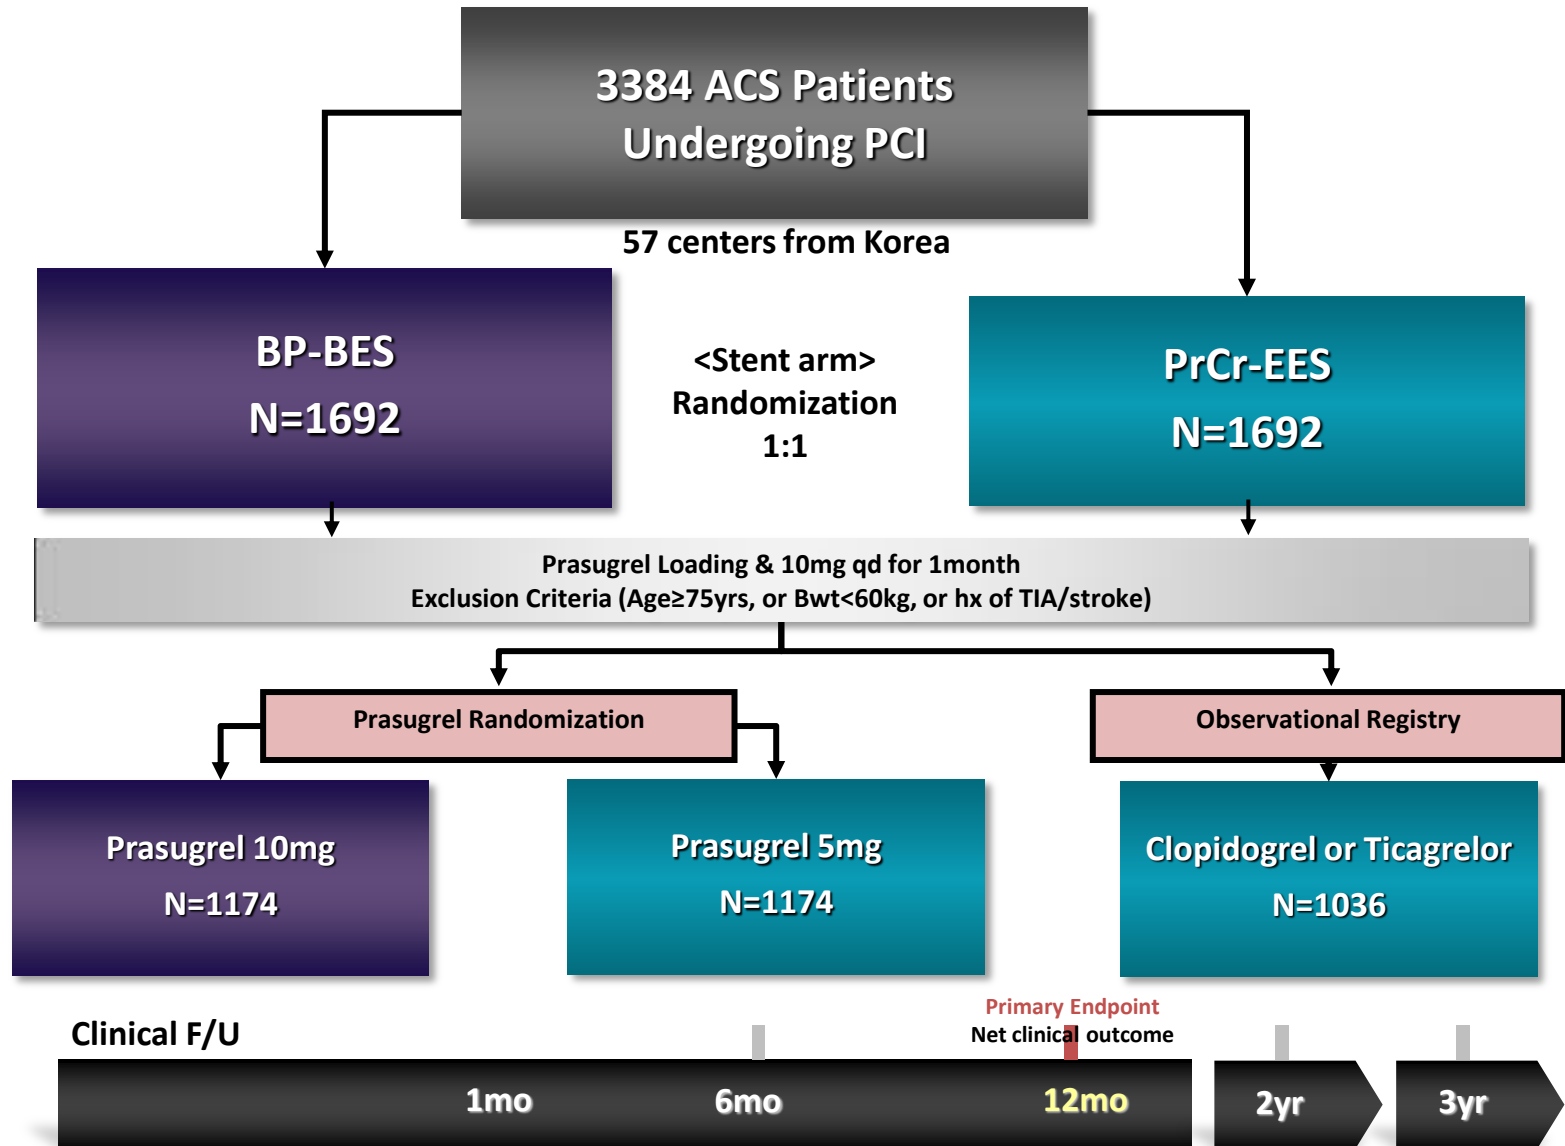 3384 ACS Patients
Undergoing PCI
57 centers from Korea
BP-BES
N=1692
<Stent arm>
Randomization
1:1
PrCr-EES
N=1692
Prasugrel Loading & 10mg qd for 1month
Exclusion Criteria (Age≥75yrs, or Bwt<60kg, or hx of TIA/stroke)
Prasugrel Randomization
Observational Registry
Prasugrel 10mg
N=1174
Prasugrel 5mg
N=1174
Clopidogrel or Ticagrelor
N=1036
Clinical F/U
Primary Endpoint
Net clinical outcome
1mo
6mo
12mo
2yr
3yr